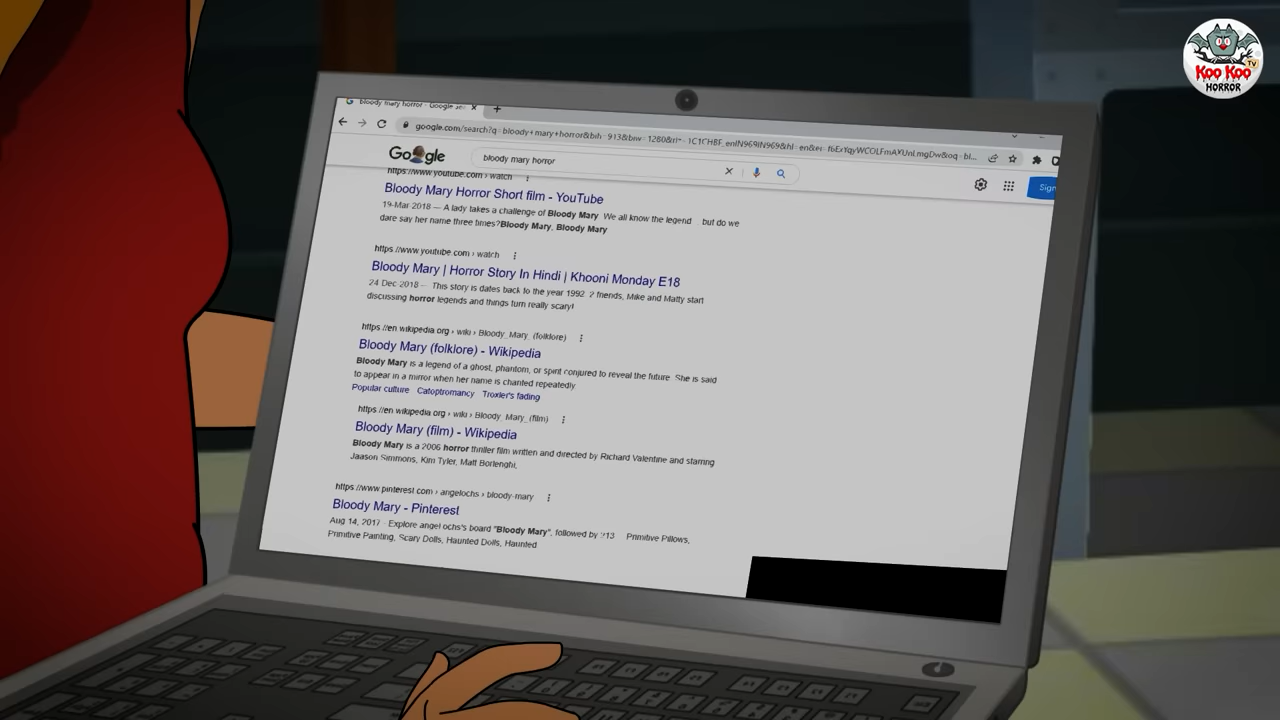 Koo Koo
TV
HORROR
bloody mary horror - Google
bloody mary horror
Google
Sign
https://www.youtube.com › watch
Bloody Mary Horror Short film - YouTube
19-Mar 2018 — A lady takes a challenge of Bloody Mary We all know the legend but do we
dare say her name three times?Bloody Mary, Bloody Mary
https://www.youtube.com › watch
Bloody Mary | Horror Story In Hindi | Khooni Monday E18
24 Dec 2018 — This story is dates back to the year 1992. 2 friends, Mike and Matty start
discussing horror legends and things turn really scary!
https://en.wikipedia.org › wiki › Bloody_Mary_(folklore)
Bloody Mary (folklore) - Wikipedia
Bloody Mary is a legend of a ghost, phantom, or spirit conjured to reveal the future. She is said
to appear in a mirror when her name is chanted repeatedly
Popular culture Catoptromancy Troxler's fading
https://en.wikipedia.org › wiki › Bloody_Mary_(film)
Bloody Mary (film) - Wikipedia
Bloody Mary is a 2006 horror thriller film written and directed by Richard Valentine and starring
Jaason Simmons, Kim Tyler, Matt Borlenghi,
https://www.pinterest.com › angelochs › bloody-mary
Bloody Mary - Pinterest
Aug 14, 2017 - Explore angel ochs's board "Bloody Mary", followed by Primitive Pillows,
Primitive Painting, Scary Dolls, Haunted Dolls, Haunted